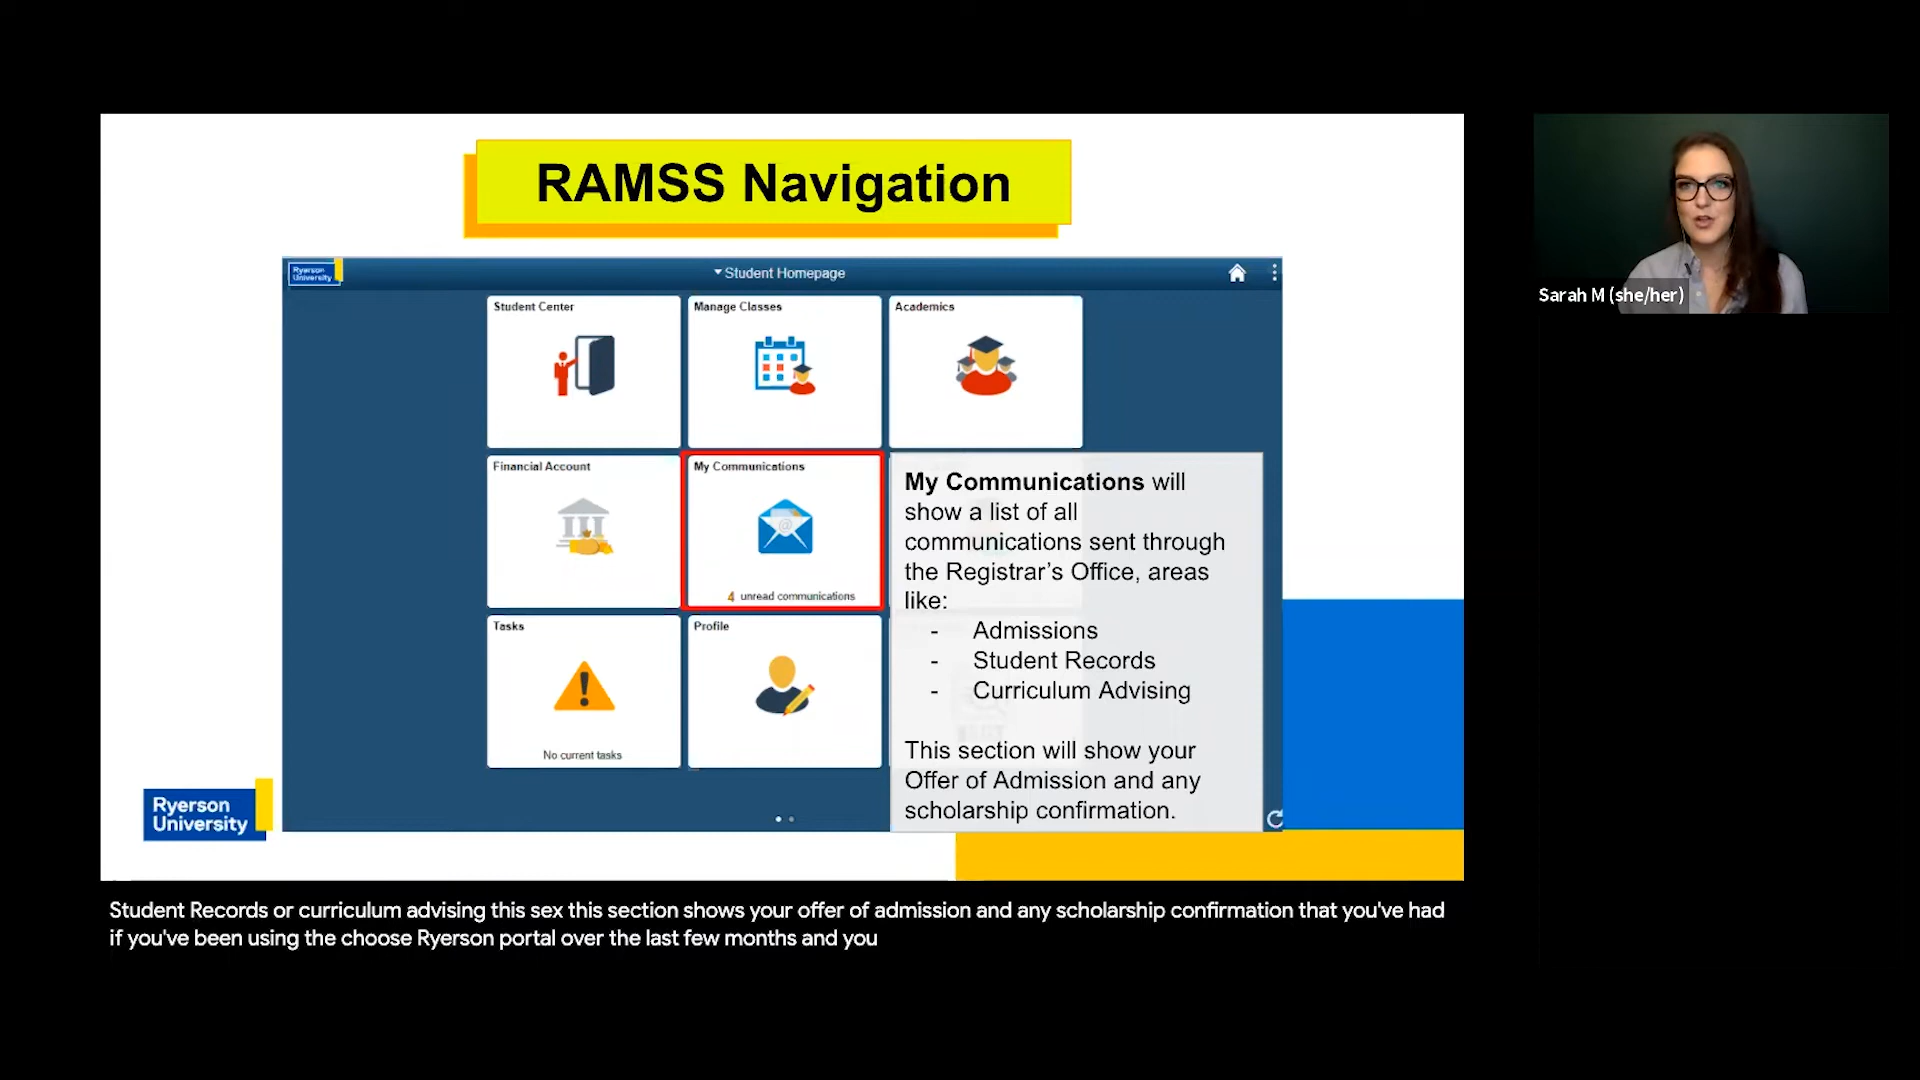 RAMSS Navigation
Ryerson
University
Student Homepage
Student Center
Manage Classes
Academics
Financial Account
My Communications
4 unread communications
Tasks
No current tasks
Profile
My Communications will
show a list of all
communications sent through
the Registrar's Office, areas
like:
- Admissions
- Student Records
- Curriculum Advising
This section will show your
Offer of Admission and any
scholarship confirmation.
Ryerson
University
Sarah M (she/her)
Student Records or curriculum advising this sex this section shows your offer of admission and any scholarship confirmation that you've had
if you've been using the choose Ryerson portal over the last few months and you